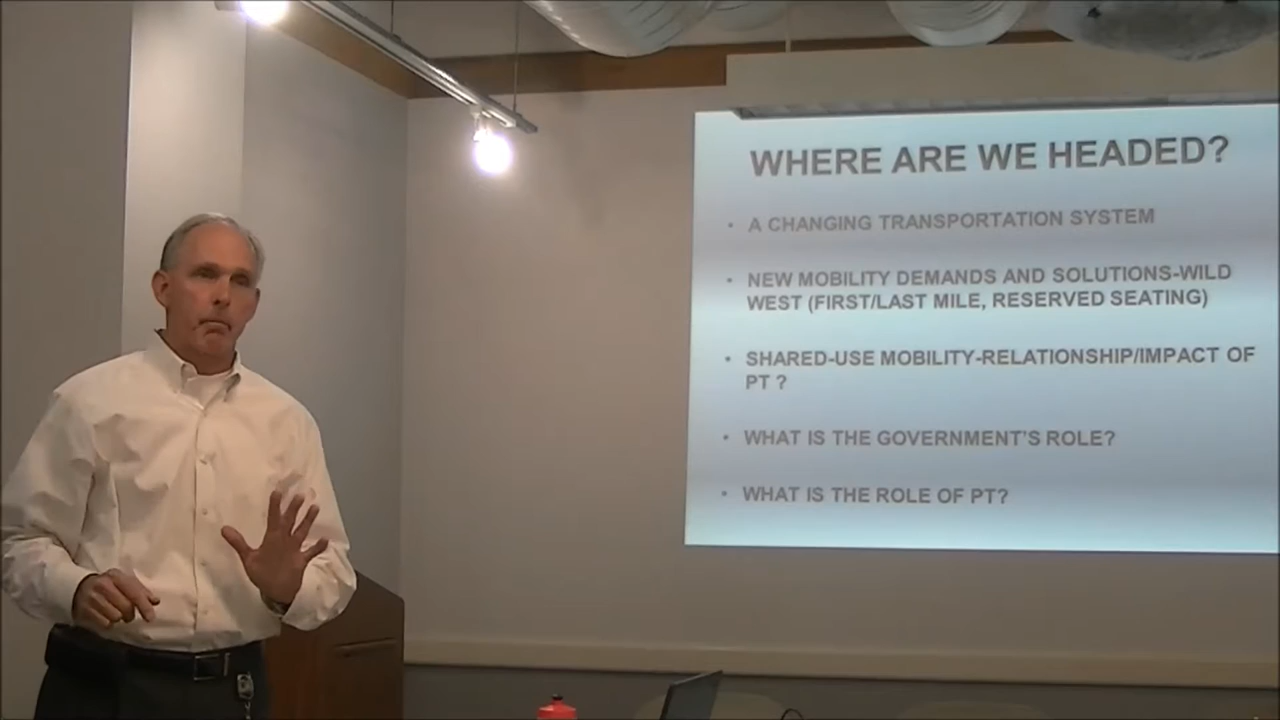 WHERE ARE WE HEADED?
• A CHANGING TRANSPORTATION SYSTEM
• NEW MOBILITY DEMANDS AND SOLUTIONS-WILD
WEST (FIRST/LAST MILE, RESERVED SEATING)
• SHARED-USE MOBILITY-RELATIONSHIP/IMPACT OF
PT ?
• WHAT IS THE GOVERNMENT'S ROLE?
• WHAT IS THE ROLE OF PT?